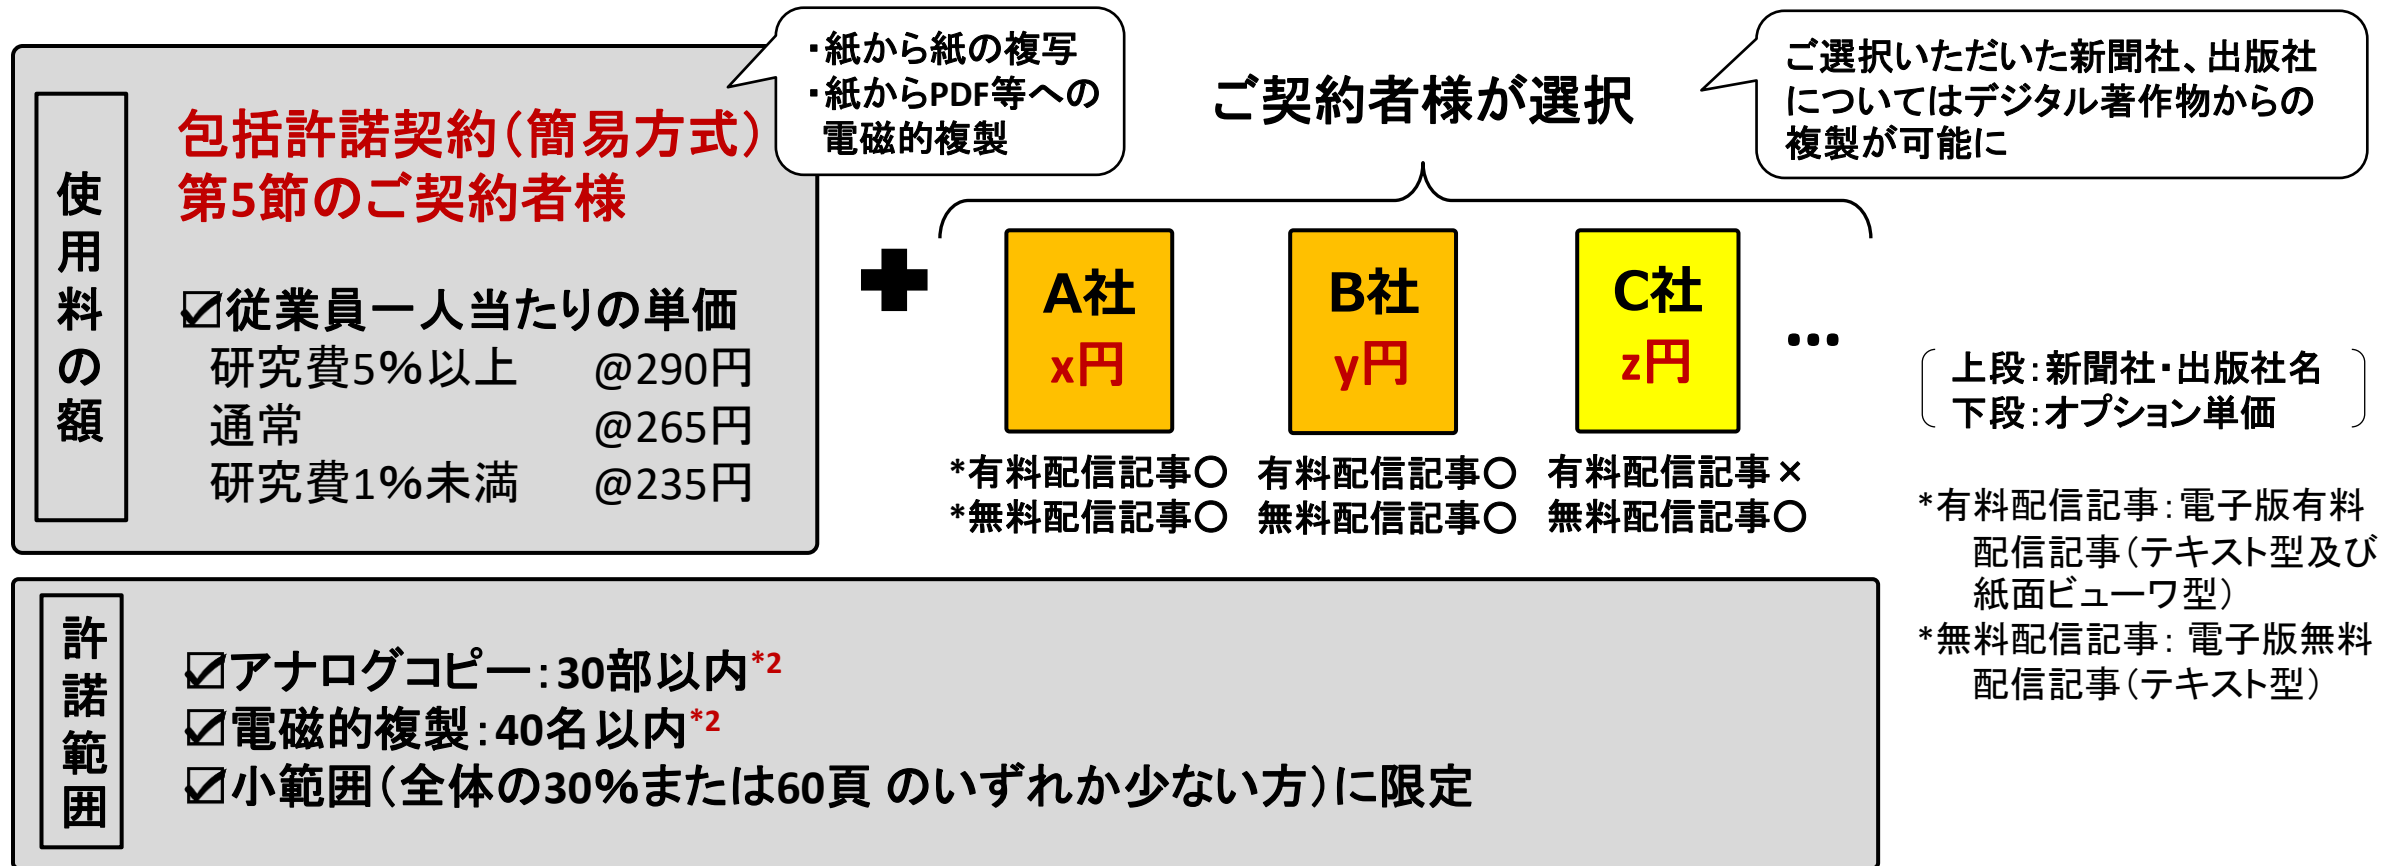 ・紙から紙の複写
・紙からPDF等への
電磁的複製
ご契約者様が選択
ご選択いただいた新聞社、出版社
についてはデジタル著作物からの
複製が可能に
使用料の額
包括許諾契約（簡易方式）
第5節のご契約者様
☑従業員一人当たりの単価
研究費5％以上 @290円
通常 @265円
研究費1％未満 @235円
A社
x円
B社
y円
C社
z円
…
*有料配信記事〇
*無料配信記事〇
有料配信記事〇
無料配信記事〇
有料配信記事×
無料配信記事〇
上段：新聞社・出版社名
下段：オプション単価
*有料配信記事：電子版有料
配信記事（テキスト型及び
紙面ビューワ型）
*無料配信記事： 電子版無料
配信記事（テキスト型）
許諾範囲
☑アナログコピー：30部以内*2
☑電磁的複製：40名以内*2
☑小範囲（全体の30％または60頁 のいずれか少ない方）に限定